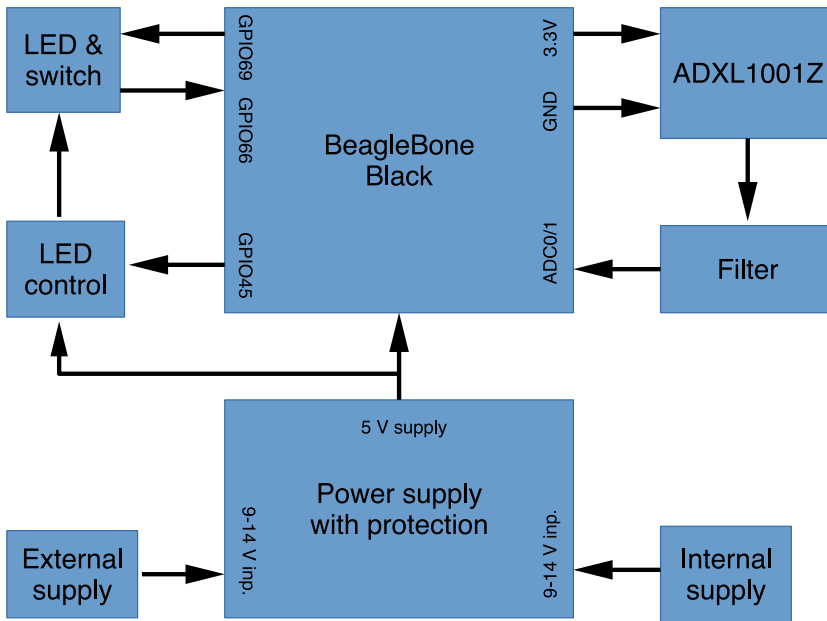 LED &
switch
GPIO69
GPIO66
BeagleBone
Black
3.3V
GND
ADXL1001Z
LED
control
GPIO45
ADC0/1
Filter
5 V supply
Power supply
with protection
9-14 V inp.
9-14 V inp.
External
supply
Internal
supply